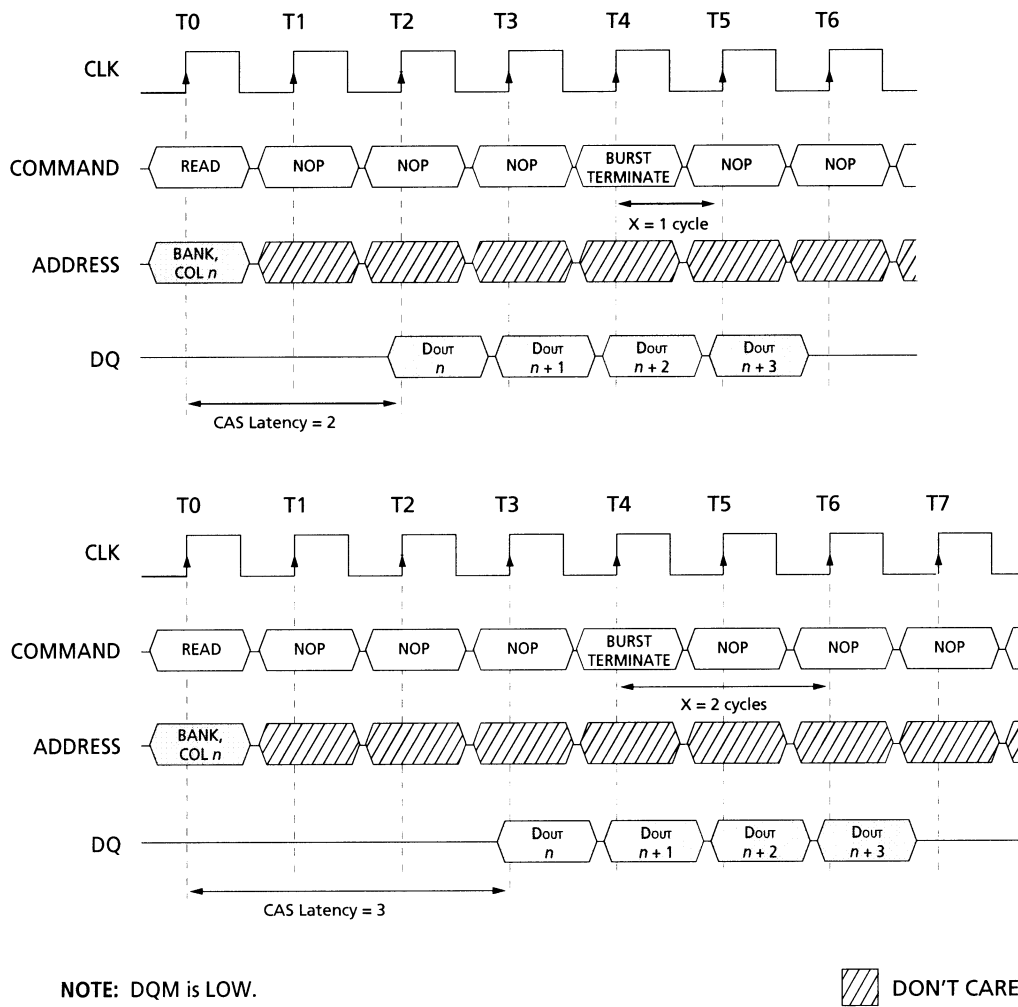 T0 T1 T2 T3 T4 T5 T6
CLK
COMMAND READ NOP NOP NOP BURST TERMINATE NOP NOP
X = 1 cycle
ADDRESS BANK, COL n
DQ DOUT n DOUT n + 1 DOUT n + 2 DOUT n + 3
CAS Latency = 2
T0 T1 T2 T3 T4 T5 T6 T7
CLK
COMMAND READ NOP NOP NOP BURST TERMINATE NOP NOP NOP
X = 2 cycles
ADDRESS BANK, COL n
DQ DOUT n DOUT n + 1 DOUT n + 2 DOUT n + 3
CAS Latency = 3
NOTE: DQM is LOW. DON'T CARE